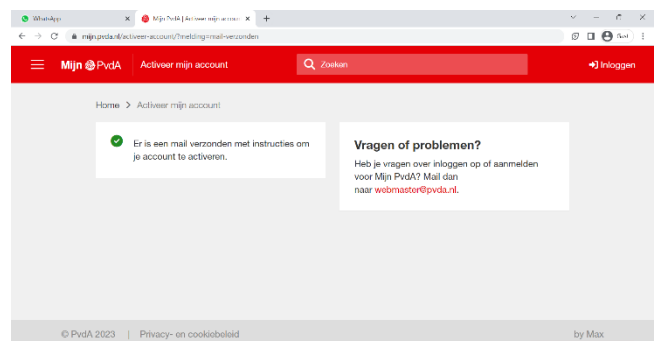 WhatsApp
Mijn PvdA | Activeer mijn accoun
mijn.pvda.nl/activeer-account/?melding=mail-verzonden
Gast
Mijn PvdA
Activeer mijn account
Zoeken
Inloggen
Home > Activeer mijn account
Er is een mail verzonden met instructies om
je account te activeren.
Vragen of problemen?
Heb je vragen over inloggen op of aanmelden
voor Mijn PvdA? Mail dan
naar webmaster@pvda.nl.
© PvdA 2023 | Privacy- en cookiebeleid
by Max